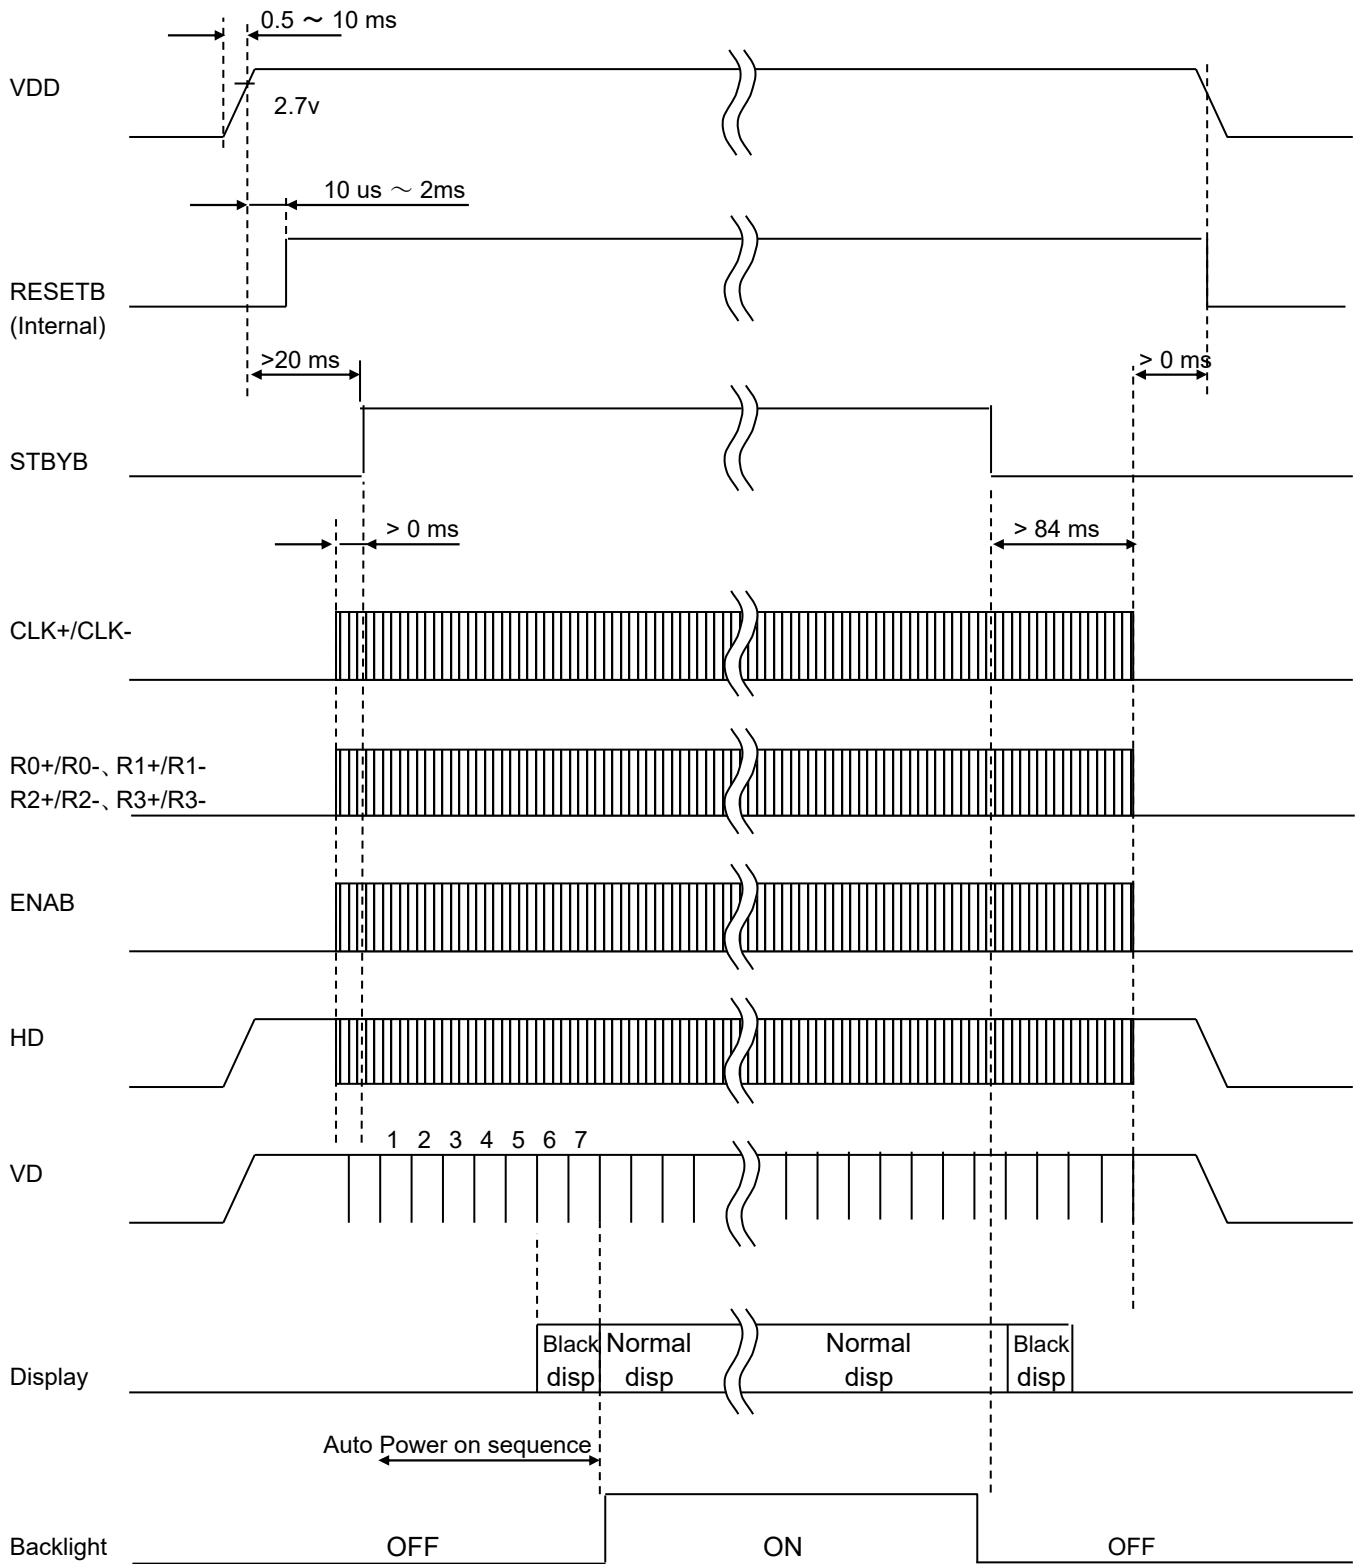 0.5 ～ 10 ms
VDD
2.7v
10 us ～ 2ms
RESETB
(Internal)
>20 ms
> 0 ms
STBYB
> 0 ms
> 84 ms
CLK+/CLK-
R0+/R0-、R1+/R1-
R2+/R2-、R3+/R3-
ENAB
HD
1 2 3 4 5 6 7
VD
Black Normal Normal Black
disp disp disp disp
Display
Auto Power on sequence
Backlight OFF ON OFF